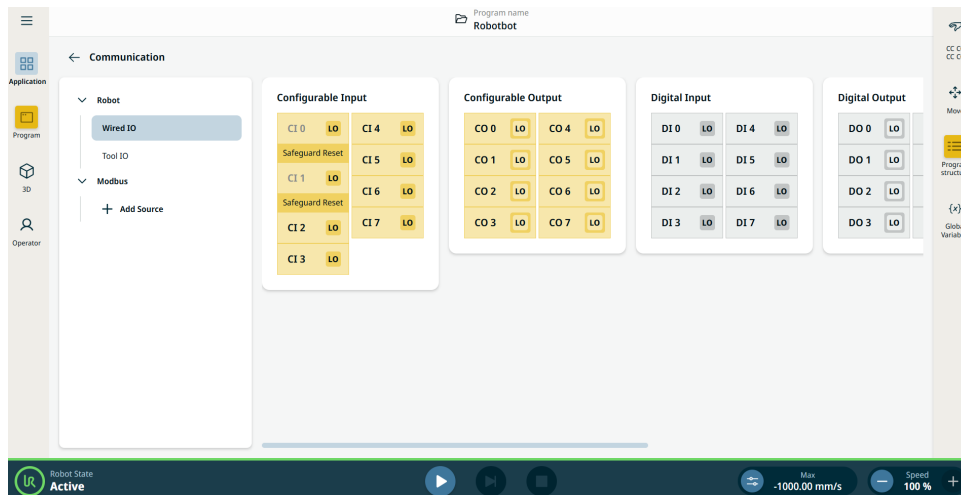 Program name
Robotbot
Application
Program
3D
Operator
Communication
Robot
Wired IO
Tool IO
Modbus
Add Source
Configurable Input
CI 0 LO CI 4 LO
Safeguard Reset
CI 5 LO
CI 1 LO
CI 6 LO
Safeguard Reset
CI 2 LO
CI 7 LO
CI 3 LO
Configurable Output
CO 0 LO CO 4 LO
CO 1 LO CO 5 LO
CO 2 LO CO 6 LO
CO 3 LO CO 7 LO
Digital Input
DI 0 LO DI 4 LO
DI 1 LO DI 5 LO
DI 2 LO DI 6 LO
DI 3 LO DI 7 LO
Digital Output
DO 0 LO
DO 1 LO
DO 2 LO
DO 3 LO
{x}
UR
Robot State
Active
Max
-1000.00 mm/s
Speed
100 %